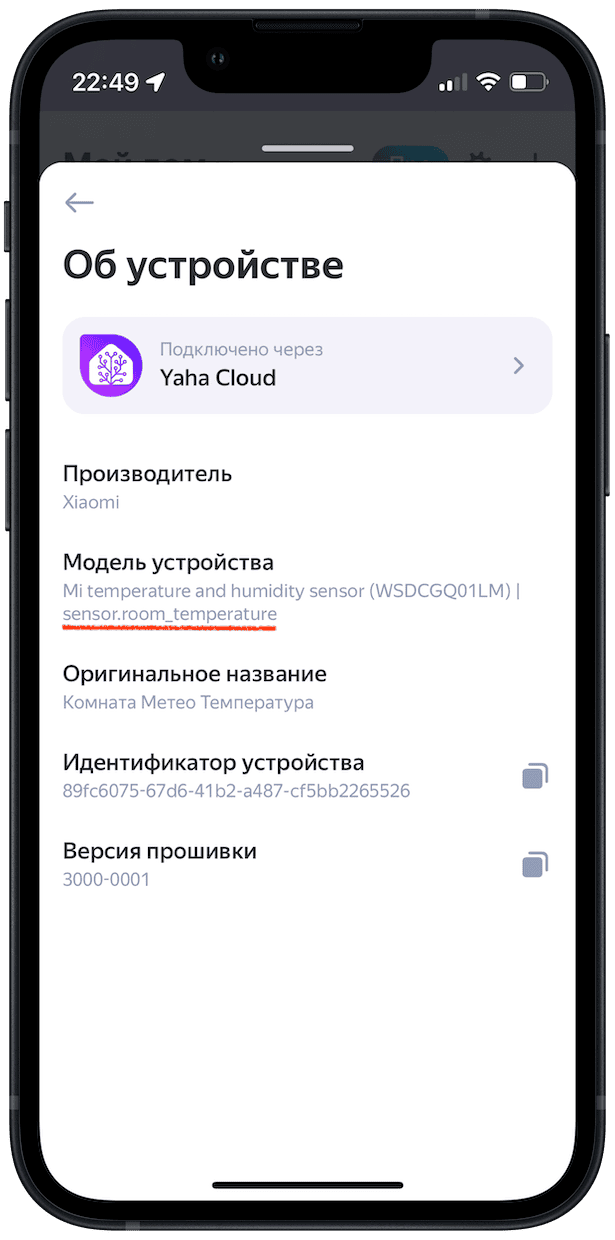 22:49
Об устройстве
Подключено через
Yaha Cloud
Производитель
Xiaomi
Модель устройства
Mi temperature and humidity sensor (WSDCGQ01LM) |
sensor.room_temperature
Оригинальное название
Комната Метео Температура
Идентификатор устройства
89fc6075-67d6-41b2-a487-cf5bb2265526
Версия прошивки
3000-0001